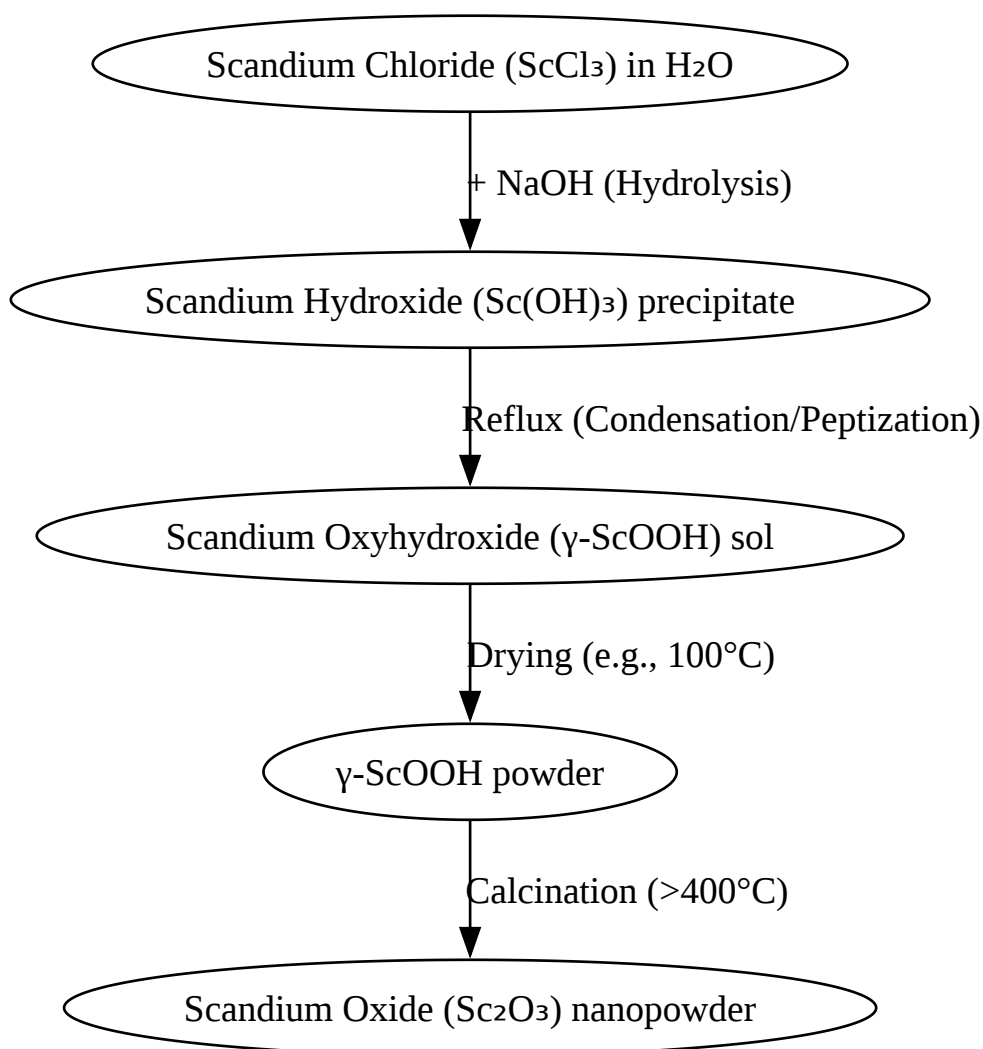 Scandium Chloride (ScCl₃) in H₂O
+ NaOH (Hydrolysis)
Scandium Hydroxide (Sc(OH)₃) precipitate
Reflux (Condensation/Peptization)
Scandium Oxyhydroxide (γ-ScOOH) sol
Drying (e.g., 100°C)
γ-ScOOH powder
Calcination (>400°C)
Scandium Oxide (Sc₂O₃) nanopowder